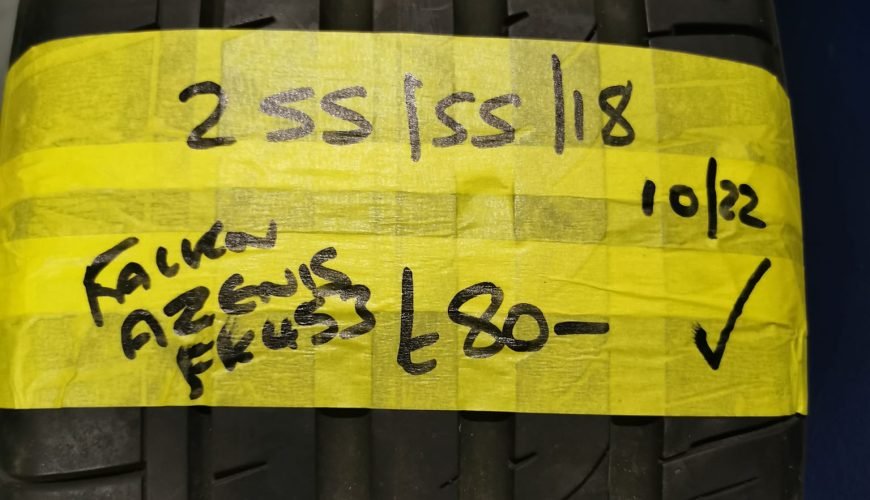 255/55/18
10/22
FALKEN
AZENIS
FK453
£80-
✓